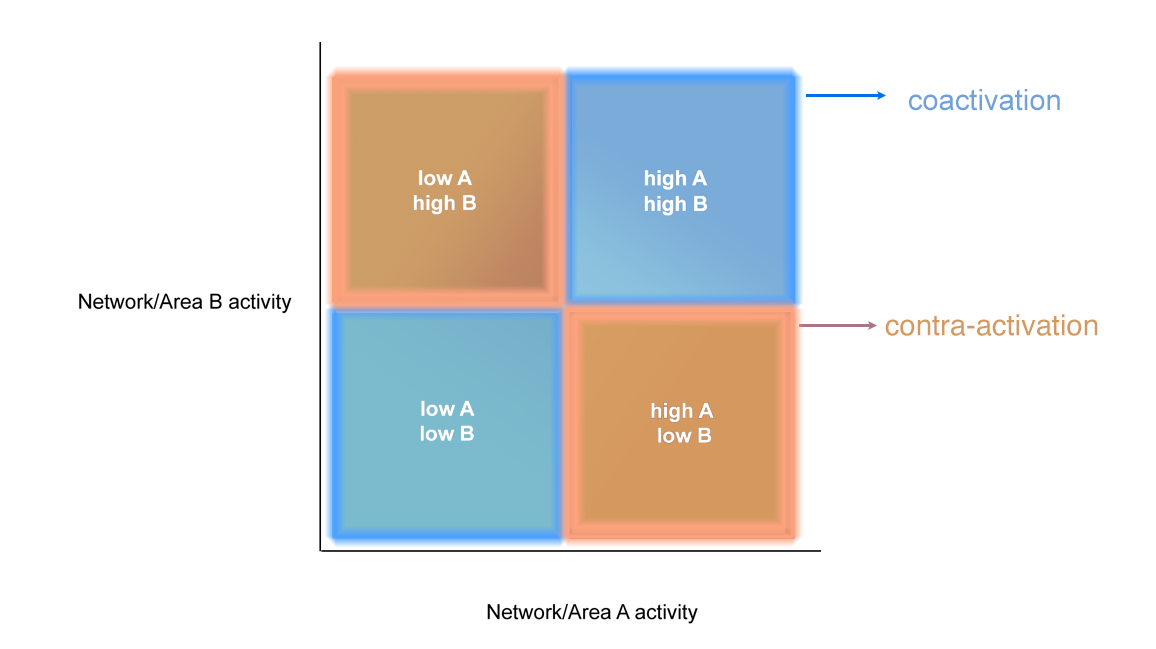 coactivation
low A
high B
high A
high B
Network/Area B activity
contra-activation
low A
low B
high A
low B
Network/Area A activity